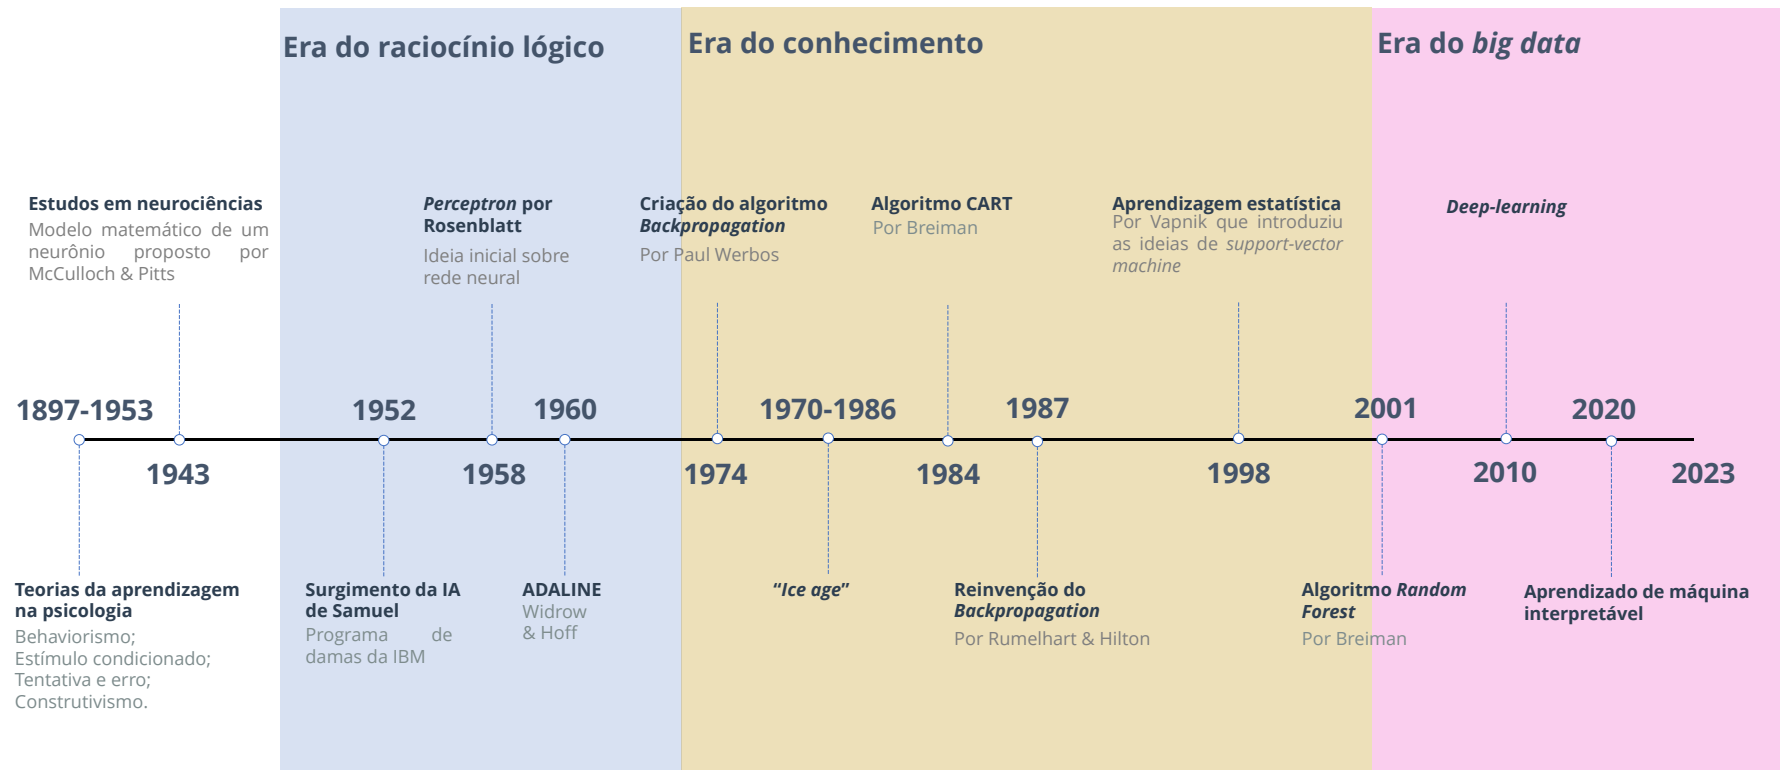 Era do raciocínio lógico
Era do conhecimento
Era do big data
Estudos em neurociências
Modelo matemático de um
neurônio proposto por
McCulloch & Pitts
Perceptron por
Rosenblatt
Ideia inicial sobre
rede neural
Criação do algoritmo
Backpropagation
Por Paul Werbos
Algoritmo CART
Por Breiman
Aprendizagem estatística
Por Vapnik que introduziu
as ideias de support-vector
machine
Deep-learning
1897-1953
1952
1960
1970-1986
1987
2001
2020
1943
1958
1974
1984
1998
2010
2023
Teorias da aprendizagem
na psicologia
Behaviorismo;
Estímulo condicionado;
Tentativa e erro;
Construtivismo.
Surgimento da IA
de Samuel
Programa de
damas da IBM
ADALINE
Widrow
& Hoff
“Ice age”
Reinvenção do
Backpropagation
Por Rumelhart & Hilton
Algoritmo Random
Forest
Por Breiman
Aprendizado de máquina
interpretável